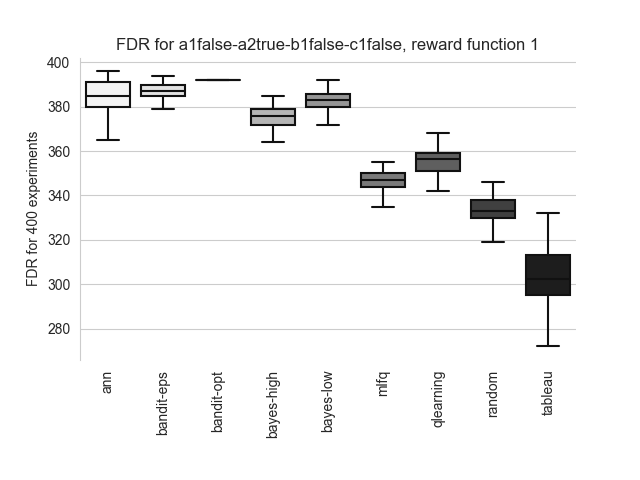 FDR for a1false-a2true-b1false-c1false, reward function 1
FDR for 400 experiments
400
380
360
340
320
300
280
ann
bandit-eps
bandit-opt
bayes-high
bayes-low
mlfq
qlearning
random
tableau